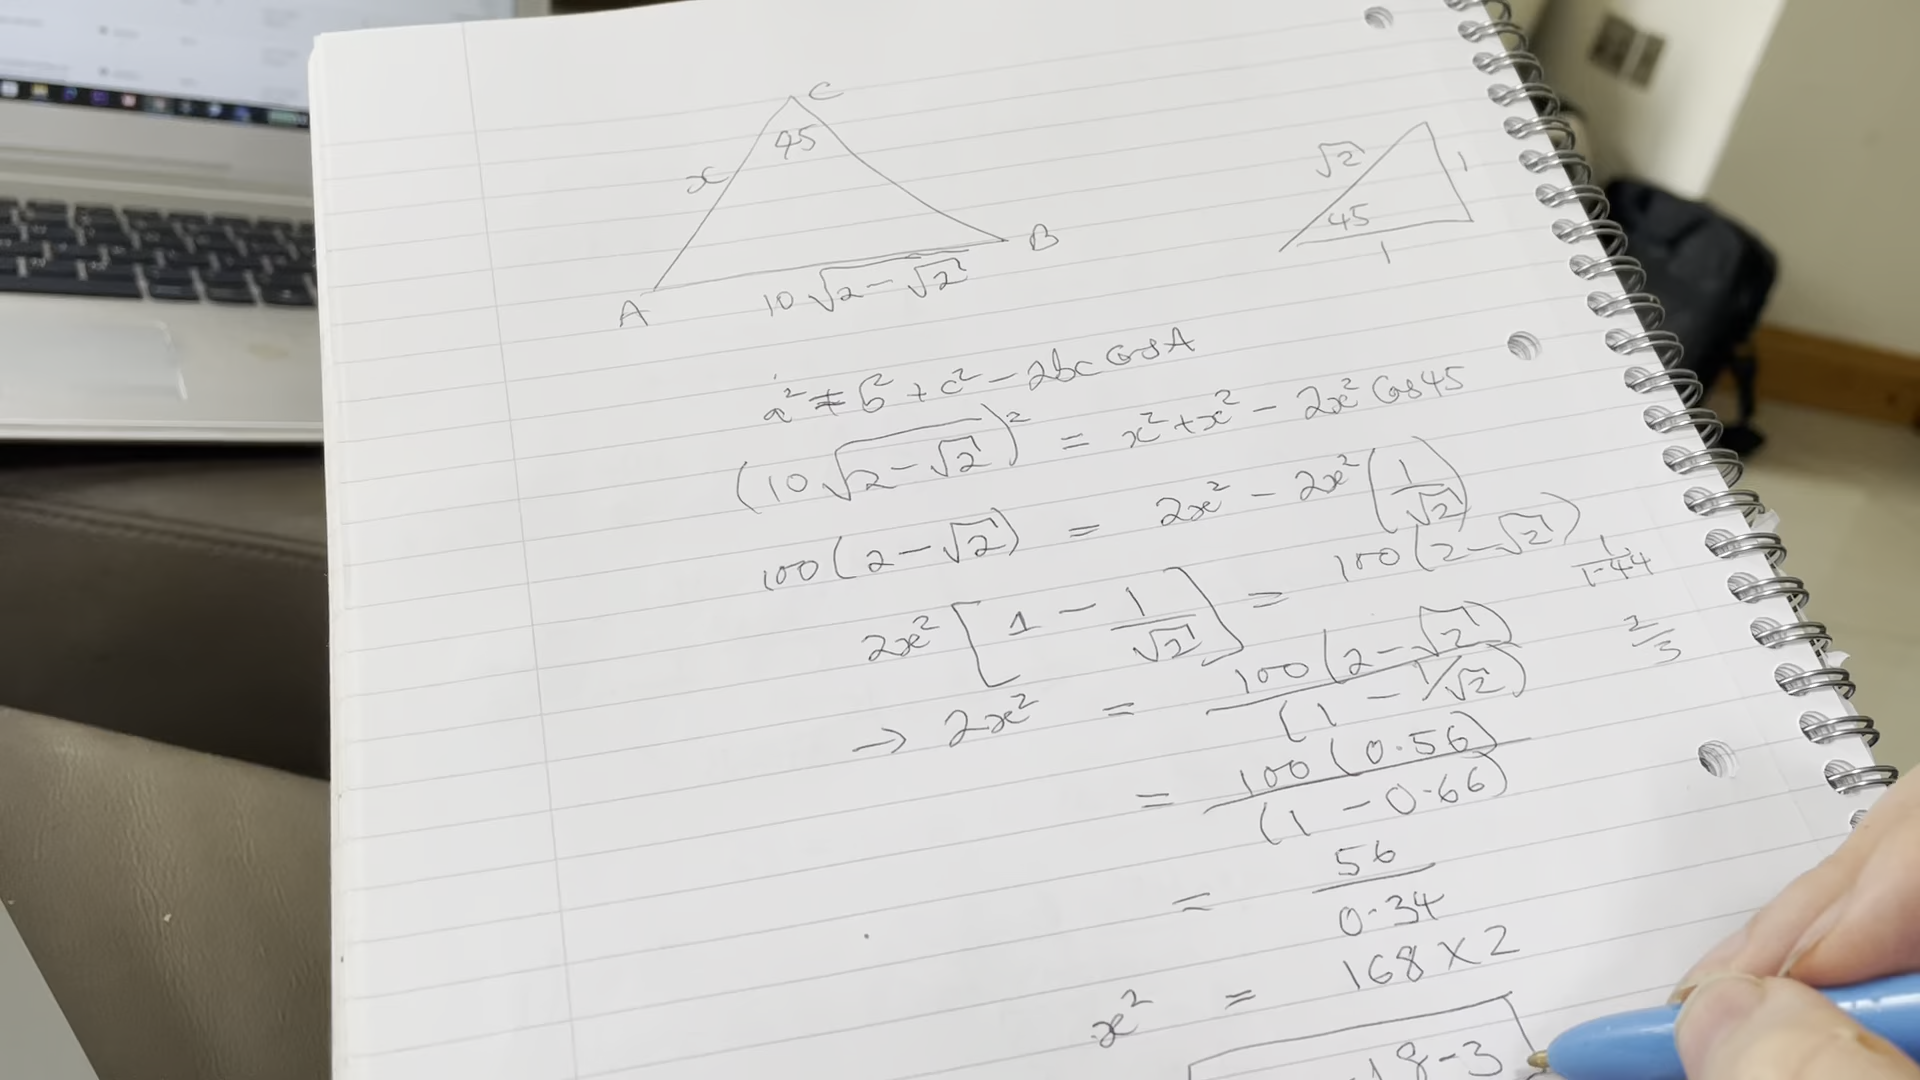 C
45
x
B
A
10√(2-√2)
√2
1
45
1
a² = b² + c² - 2bc Cos A
(10√(2-√2))² = x² + x² - 2x² Cos 45
100(2-√2) = 2x² - 2x²(1/√2)
2x²[1 - 1/√2] = 100(2-√2)
1/1.44
2/3
→ 2x² = 100(2-√2)/(1 - 1/√2)
= 100(0.56)/(1 - 0.66)
= 56/0.34
x² = 168 × 2
18-3